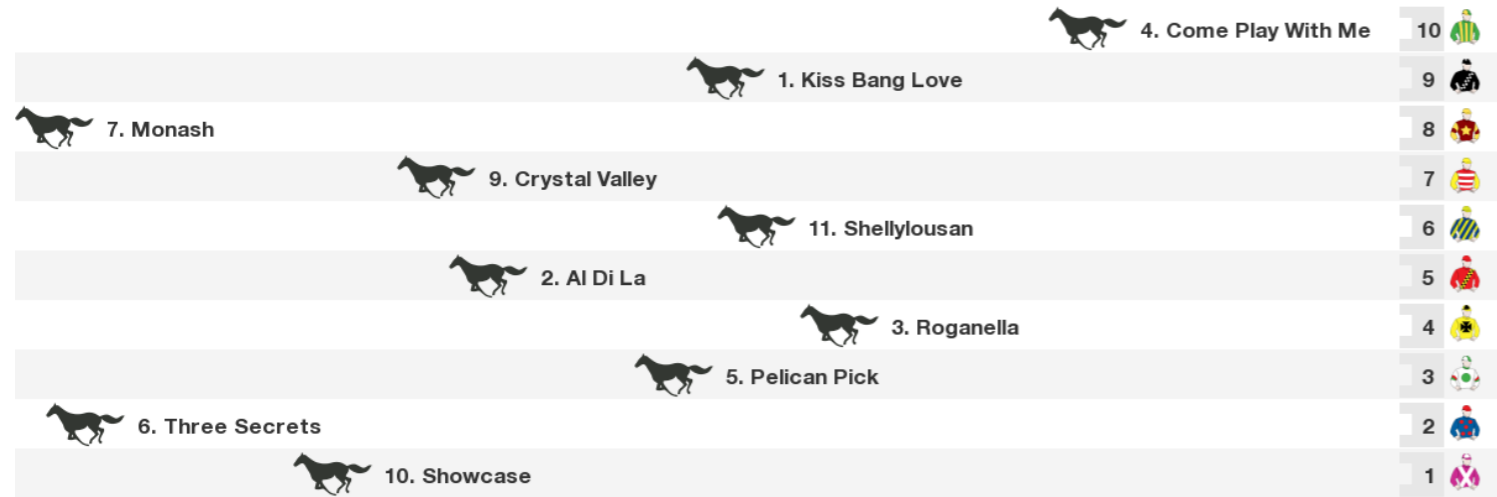 4. Come Play With Me 10
1. Kiss Bang Love 9
7. Monash 8
9. Crystal Valley 7
11. Shellylousan 6
2. Al Di La 5
3. Roganella 4
5. Pelican Pick 3
6. Three Secrets 2
10. Showcase 1